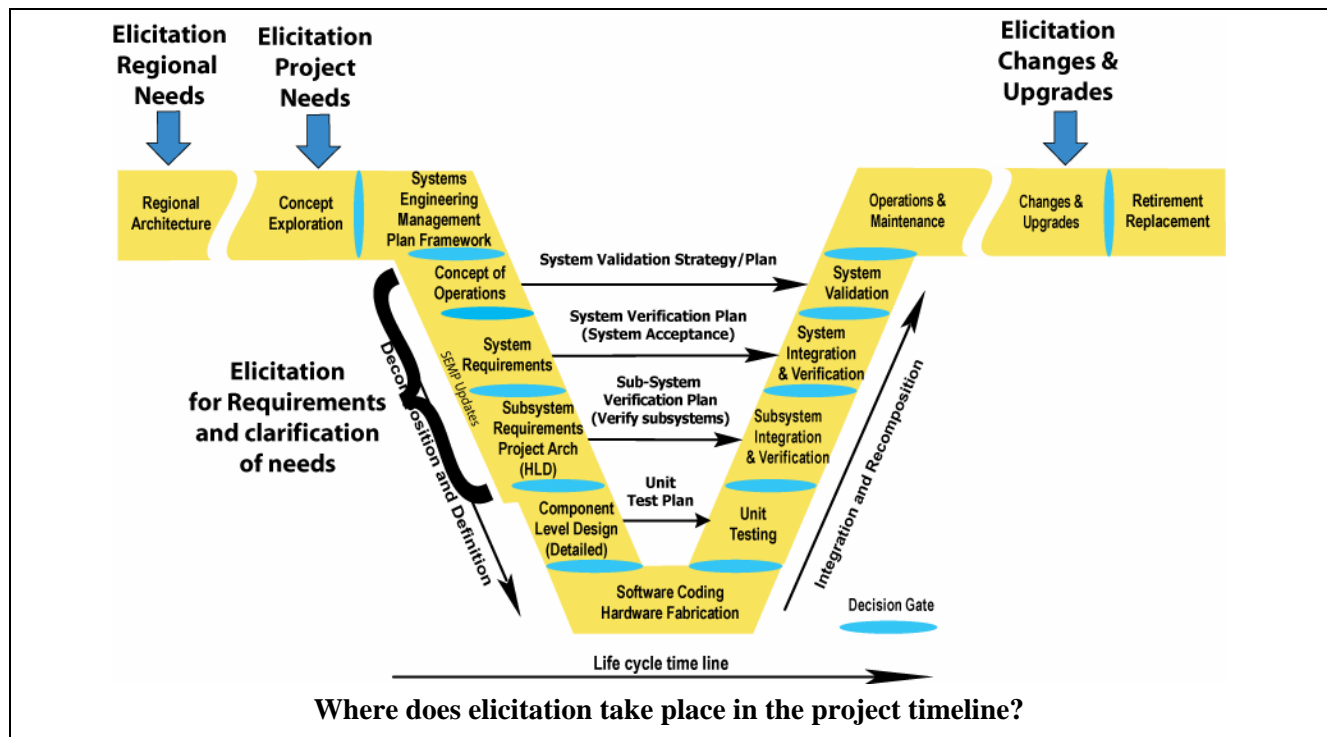 Elicitation
Regional
Needs
Elicitation
Project
Needs
Elicitation
Changes &
Upgrades
Regional
Architecture
Concept
Exploration
Systems
Engineering
Management
Plan Framework
Operations &
Maintenance
Changes &
Upgrades
Retirement
Replacement
Concept of
Operations
System Validation Strategy/Plan
System
Validation
System
Requirements
System Verification Plan
(System Acceptance)
System
Integration
& Verification
SEMP Updates
Elicitation
for Requirements
and clarification
of needs
Decomposition and Definition
Subsystem
Requirements
Project Arch
(HLD)
Sub-System
Verification Plan
(Verify subsystems)
Subsystem
Integration
& Verification
Integration and Recomposition
Component
Level Design
(Detailed)
Unit
Test Plan
Unit
Testing
Software Coding
Hardware Fabrication
Decision Gate
Life cycle time line
Where does elicitation take place in the project timeline?